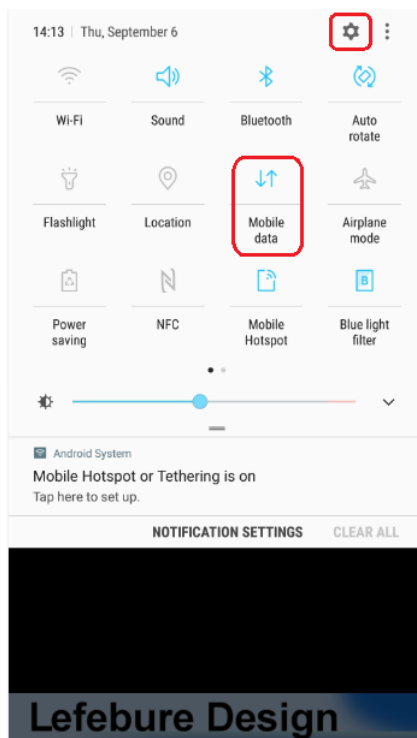 14:13 | Thu, September 6
Wi-Fi Sound Bluetooth Auto rotate
Flashlight Location Mobile data Airplane mode
B
Power saving NFC Mobile Hotspot Blue light filter
Android System
Mobile Hotspot or Tethering is on
Tap here to set up.
NOTIFICATION SETTINGS CLEAR ALL
Lefebure Design